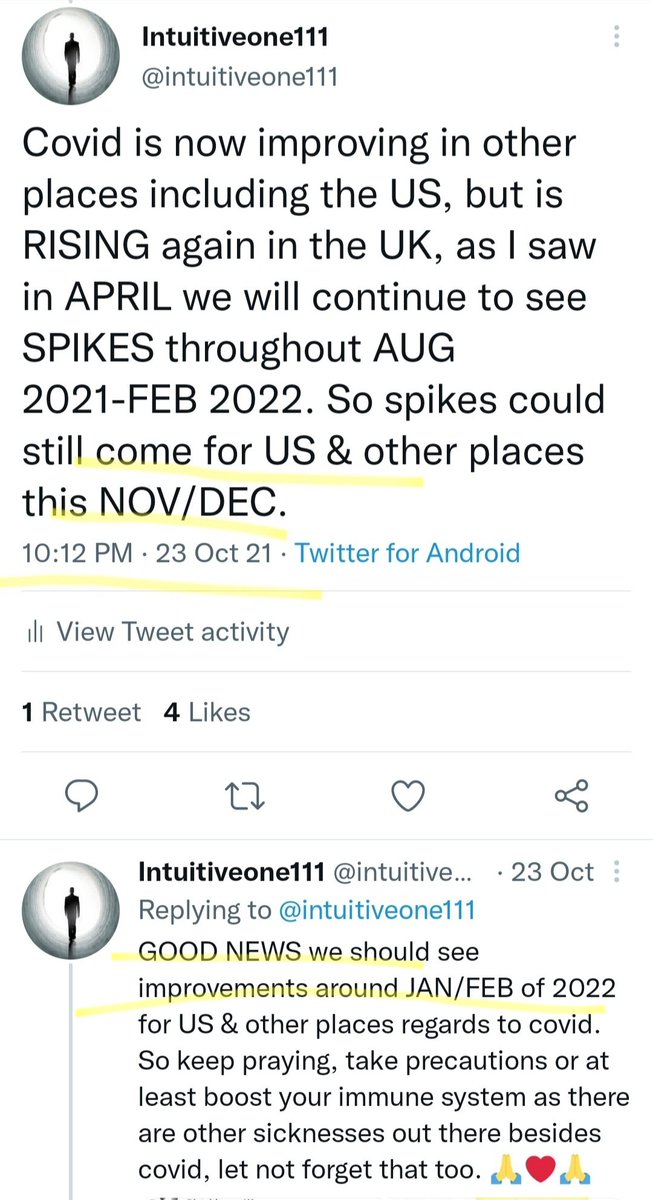 Intuitiveone111
@intuitiveone111
Covid is now improving in other
places including the US, but is
RISING again in the UK, as I saw
in APRIL we will continue to see
SPIKES throughout AUG
2021-FEB 2022. So spikes could
still come for US & other places
this NOV/DEC.
10:12 PM · 23 Oct 21 · Twitter for Android
View Tweet activity
1 Retweet 4 Likes
Intuitiveone111 @intuitive... · 23 Oct
Replying to @intuitiveone111
GOOD NEWS we should see
improvements around JAN/FEB of 2022
for US & other places regards to covid.
So keep praying, take precautions or at
least boost your immune system as there
are other sicknesses out there besides
covid, let not forget that too. 🙏❤️🙏